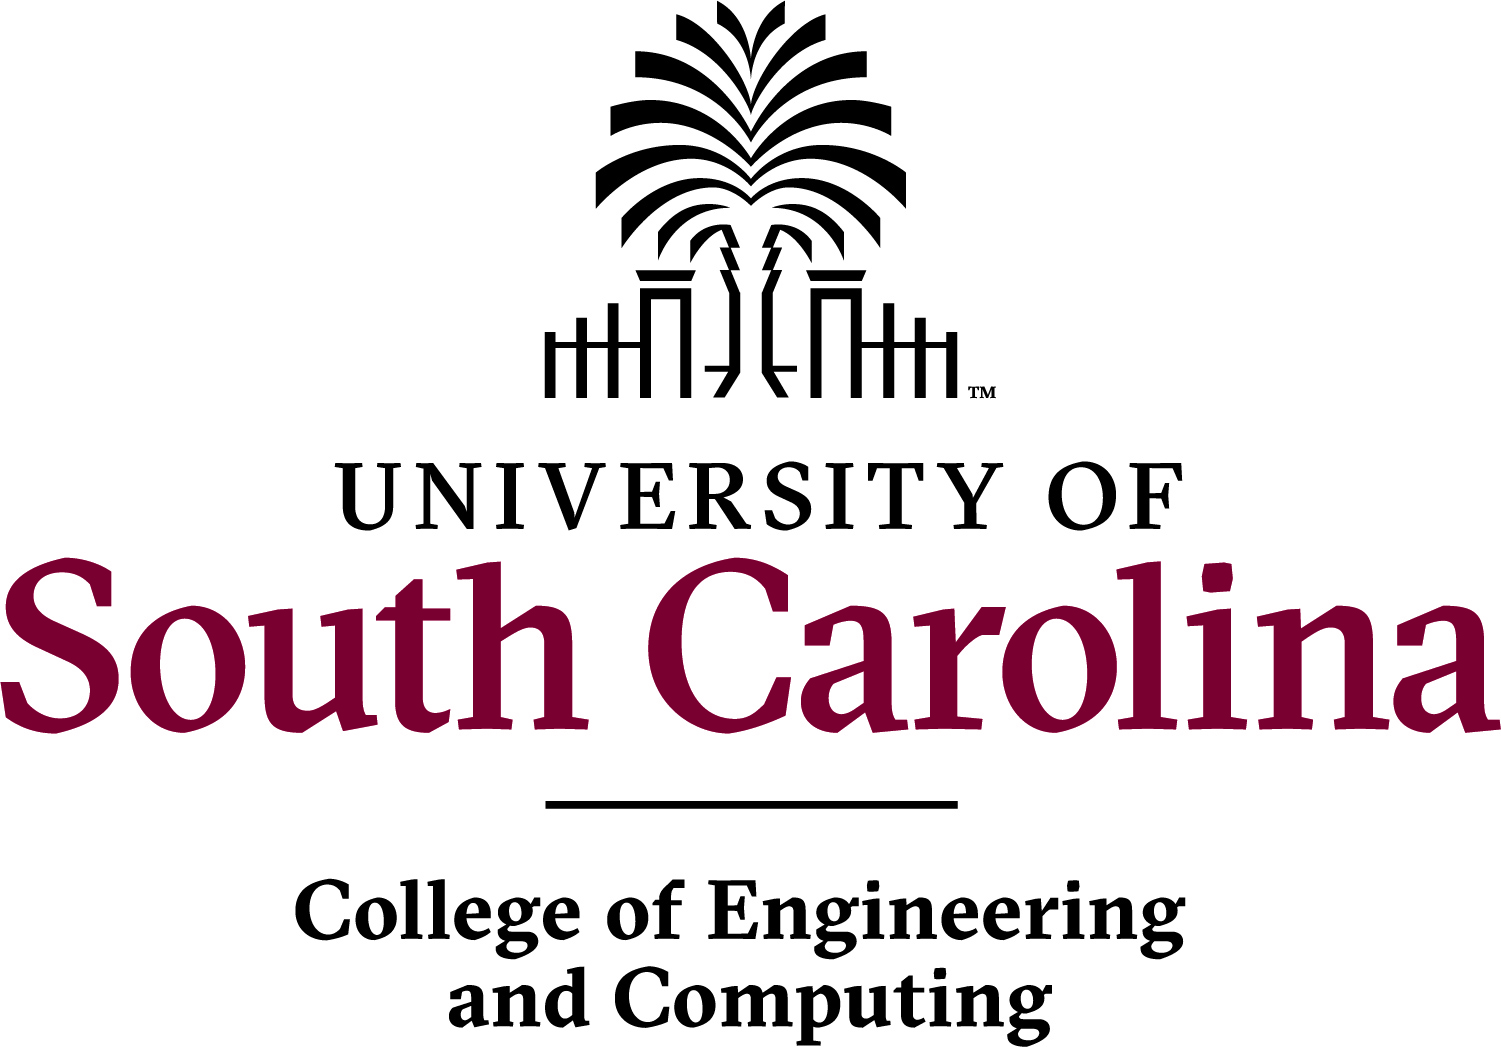 TM
UNIVERSITY OF
South Carolina
College of Engineering
and Computing